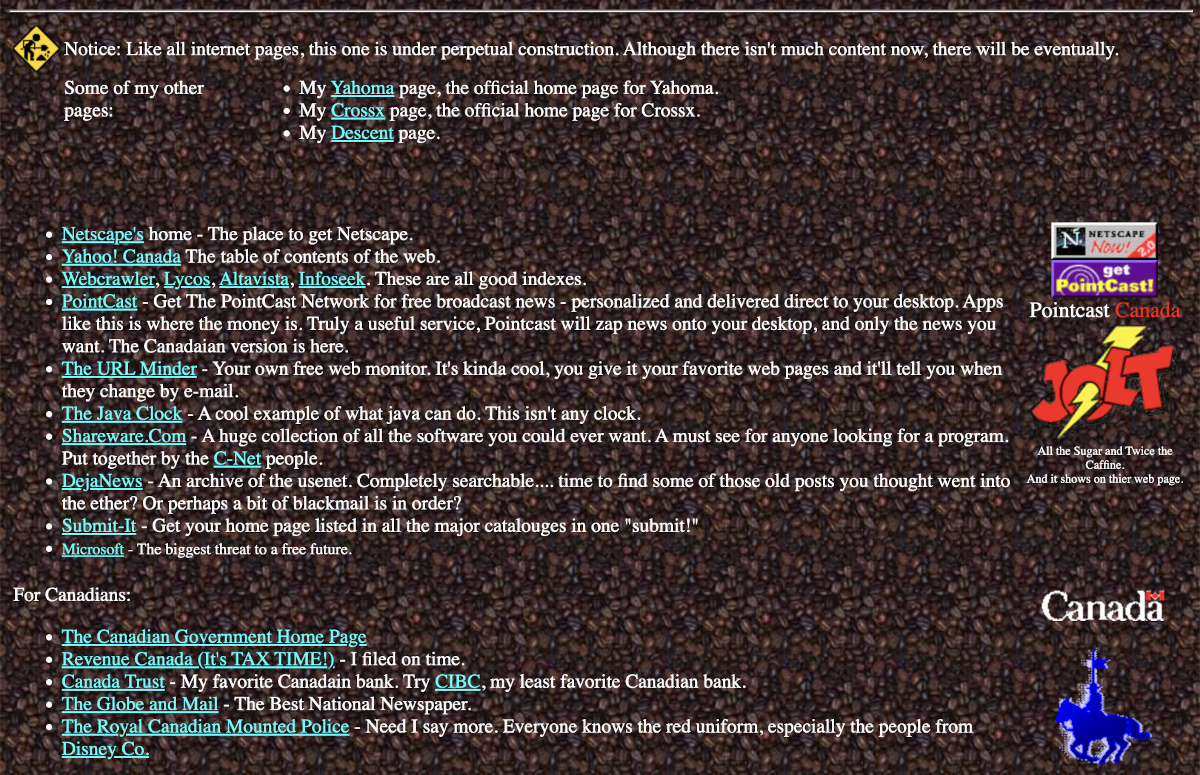 Notice: Like all internet pages, this one is under perpetual construction. Although there isn't much content now, there will be eventually.
Some of my other
pages:
• My Yahoma page, the official home page for Yahoma.
• My Crossx page, the official home page for Crossx.
• My Descent page.
• Netscape's home - The place to get Netscape.
• Yahoo! Canada The table of contents of the web.
• Webcrawler, Lycos, Altavista, Infoseek. These are all good indexes.
• PointCast - Get The PointCast Network for free broadcast news - personalized and delivered direct to your desktop. Apps
like this is where the money is. Truly a useful service, Pointcast will zap news onto your desktop, and only the news you
want. The Canadaian version is here.
• The URL Minder - Your own free web monitor. It's kinda cool, you give it your favorite web pages and it'll tell you when
they change by e-mail.
• The Java Clock - A cool example of what java can do. This isn't any clock.
• Shareware.Com - A huge collection of all the software you could ever want. A must see for anyone looking for a program.
Put together by the C-Net people.
• DejaNews - An archive of the usenet. Completely searchable.... time to find some of those old posts you thought went into
the ether? Or perhaps a bit of blackmail is in order?
• Submit-It - Get your home page listed in all the major catalouges in one "submit!"
• Microsoft - The biggest threat to a free future.
N NETSCAPE
Now! 2.0
get
PointCast!
Pointcast Canada
JOLT
All the Sugar and Twice the
Caffine.
And it shows on thier web page.
For Canadians:
• The Canadian Government Home Page
• Revenue Canada (It's TAX TIME!) - I filed on time.
• Canada Trust - My favorite Canadain bank. Try CIBC, my least favorite Canadian bank.
• The Globe and Mail - The Best National Newspaper.
• The Royal Canadian Mounted Police - Need I say more. Everyone knows the red uniform, especially the people from
Disney Co.
Canada